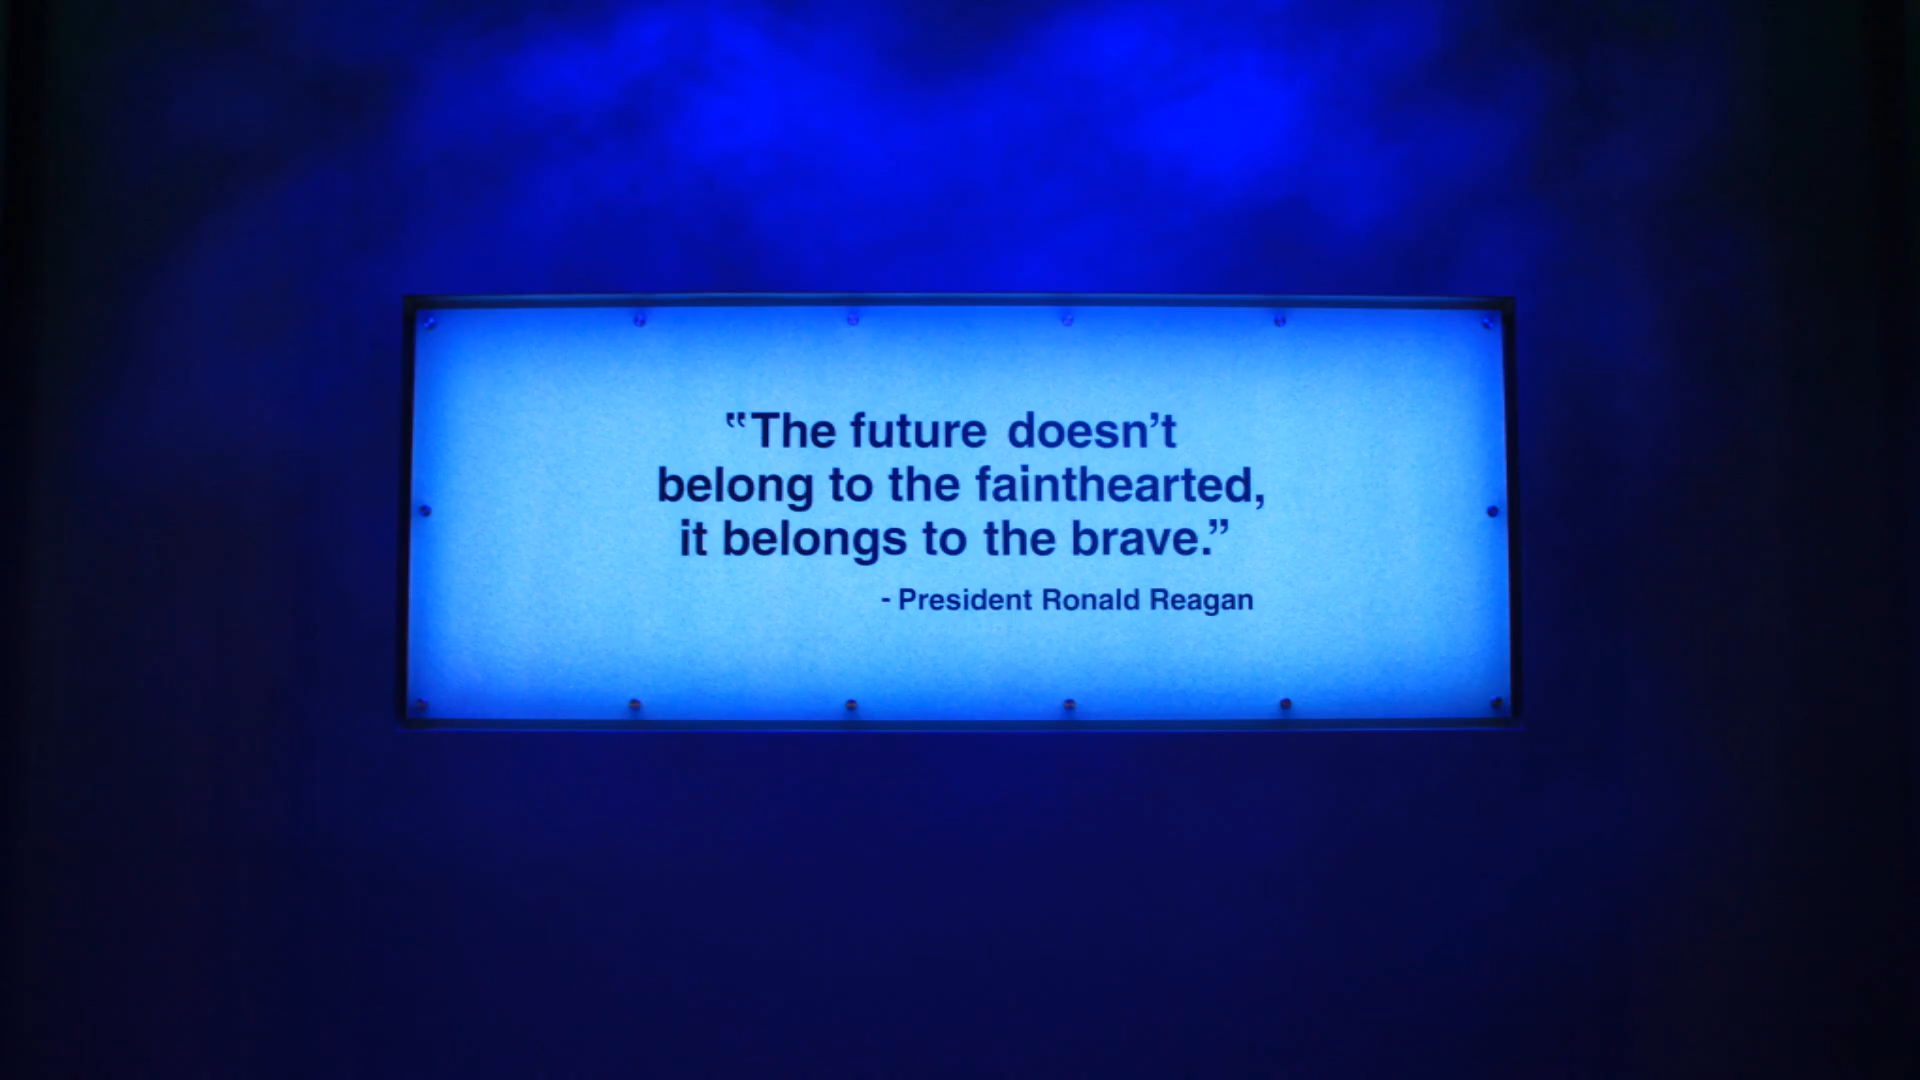 “The future doesn’t
belong to the fainthearted,
it belongs to the brave.”
- President Ronald Reagan